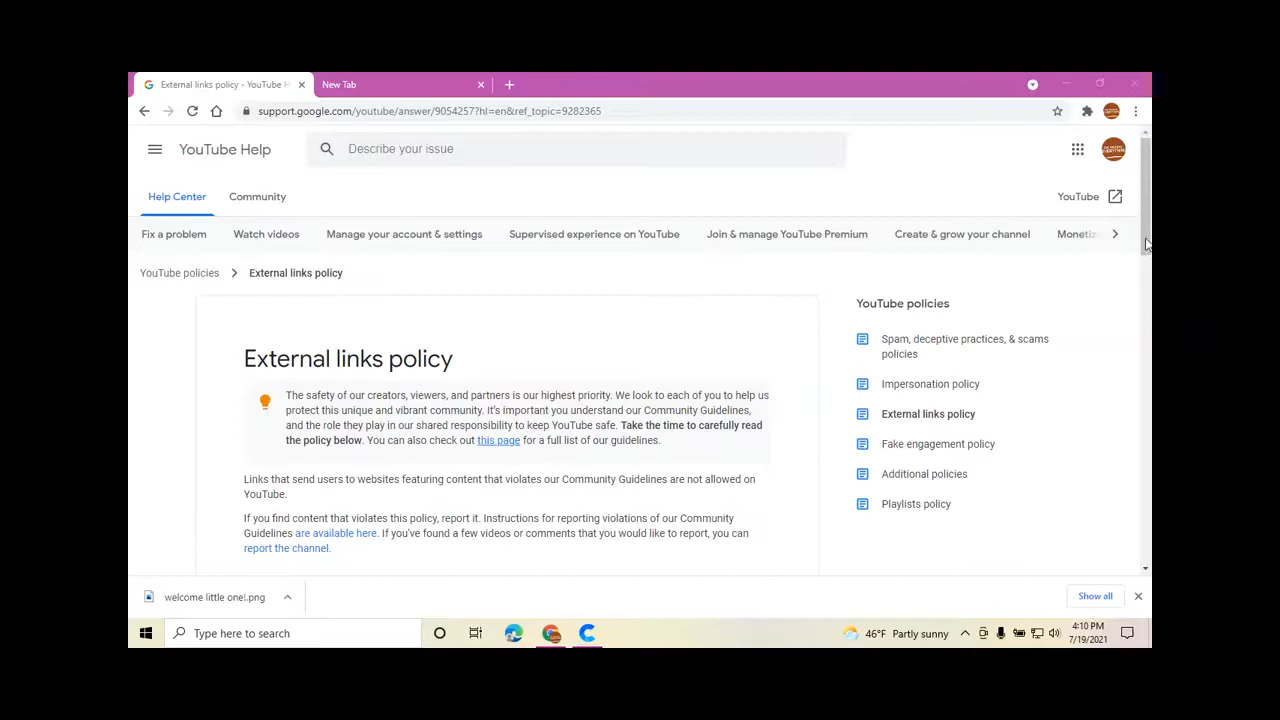 External links policy - YouTube H
New Tab
support.google.com/youtube/answer/9054257?hl=en&ref_topic=9282365
YouTube Help
Describe your issue
Help Center
Community
YouTube
Fix a problem
Watch videos
Manage your account & settings
Supervised experience on YouTube
Join & manage YouTube Premium
Create & grow your channel
Monetiz
YouTube policies
External links policy
External links policy
The safety of our creators, viewers, and partners is our highest priority. We look to each of you to help us
protect this unique and vibrant community. It's important you understand our Community Guidelines,
and the role they play in our shared responsibility to keep YouTube safe. Take the time to carefully read
the policy below. You can also check out this page for a full list of our guidelines.
Links that send users to websites featuring content that violates our Community Guidelines are not allowed on
YouTube.
If you find content that violates this policy, report it. Instructions for reporting violations of our Community
Guidelines are available here. If you've found a few videos or comments that you would like to report, you can
report the channel.
YouTube policies
Spam, deceptive practices, & scams
policies
Impersonation policy
External links policy
Fake engagement policy
Additional policies
Playlists policy
welcome little one!.png
Show all
Type here to search
46°F Partly sunny
4:10 PM
7/19/2021